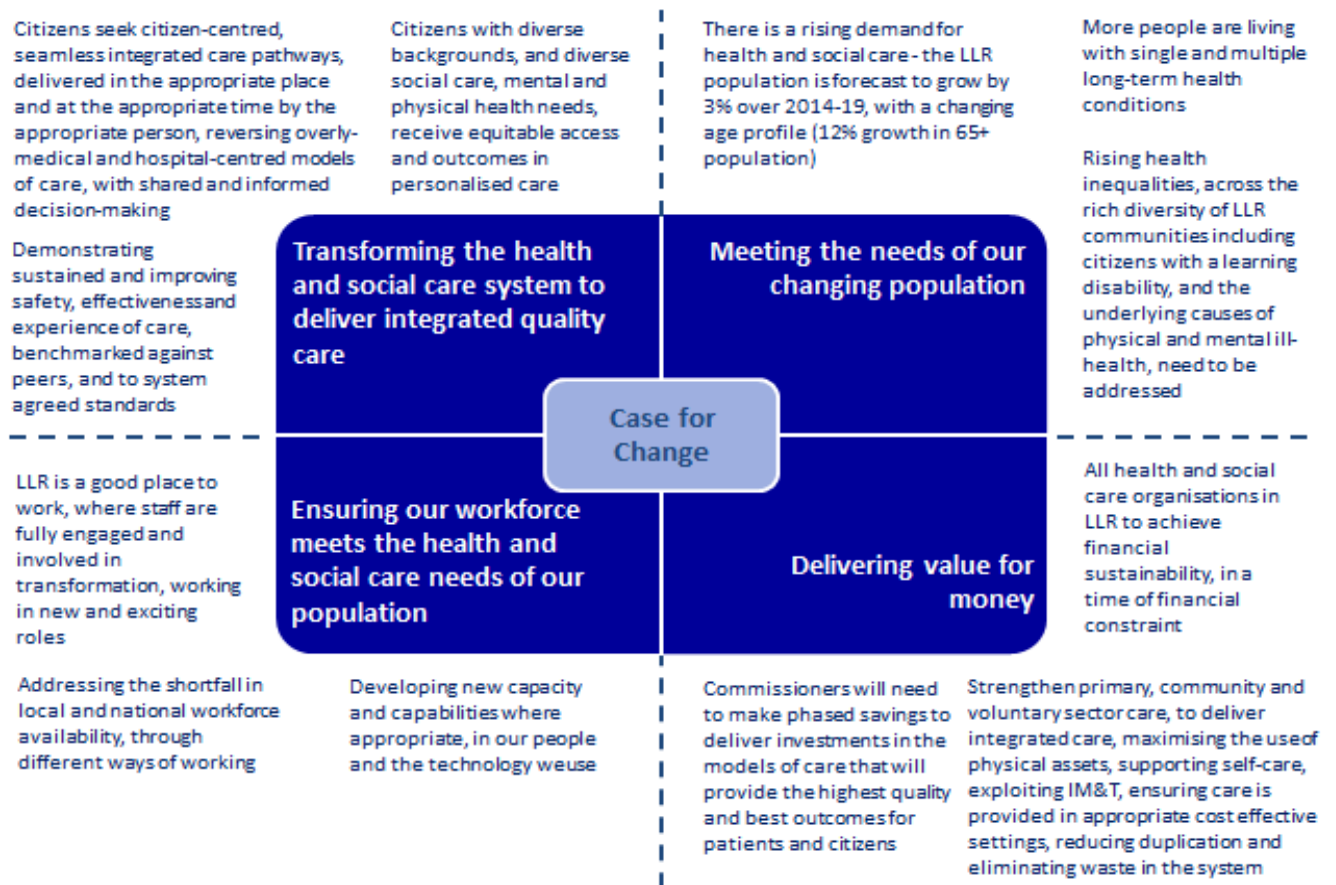 Citizens seek citizen-centred,
seamless integrated care pathways,
delivered in the appropriate place
and at the appropriate time by the
appropriate person, reversing overly-
medical and hospital-centred models
of care, with shared and informed
decision-making
Citizens with diverse
backgrounds, and diverse
social care, mental and
physical health needs,
receive equitable access
and outcomes in
personalised care
Demonstrating
sustained and improving
safety, effectiveness and
experience of care,
benchmarked against
peers, and to system
agreed standards
Transforming the health
and social care system to
deliver integrated quality
care
There is a rising demand for
health and social care - the LLR
population is forecast to grow by
3% over 2014-19, with a changing
age profile (12% growth in 65+
population)
More people are living
with single and multiple
long-term health
conditions
Rising health
inequalities, across the
rich diversity of LLR
communities including
citizens with a learning
disability, and the
underlying causes of
physical and mental ill-
health, need to be
addressed
Meeting the needs of our
changing population
Case for
Change
LLR is a good place to
work, where staff are
fully engaged and
involved in
transformation, working
in new and exciting
roles
Ensuring our workforce
meets the health and
social care needs of our
population
Addressing the shortfall in
local and national workforce
availability, through
different ways of working
Developing new capacity
and capabilities where
appropriate, in our people
and the technology we use
Delivering value for
money
All health and social
care organisations in
LLR to achieve
financial
sustainability, in a
time of financial
constraint
Commissioners will need
to make phased savings to
deliver investments in the
models of care that will
provide the highest quality
and best outcomes for
patients and citizens
Strengthen primary, community and
voluntary sector care, to deliver
integrated care, maximising the use of
physical assets, supporting self-care,
exploiting IM&T, ensuring care is
provided in appropriate cost effective
settings, reducing duplication and
eliminating waste in the system